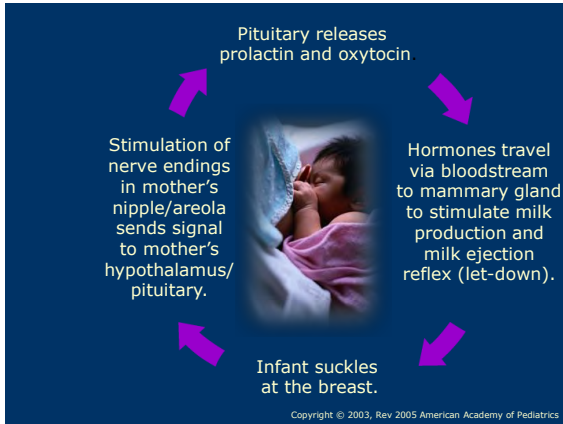 Pituitary releases
prolactin and oxytocin.
Hormones travel
via bloodstream
to mammary gland
to stimulate milk
production and
milk ejection
reflex (let-down).
Infant suckles
at the breast.
Stimulation of
nerve endings
in mother’s
nipple/areola
sends signal
to mother’s
hypothalamus/
pituitary.
Copyright © 2003, Rev 2005 American Academy of Pediatrics